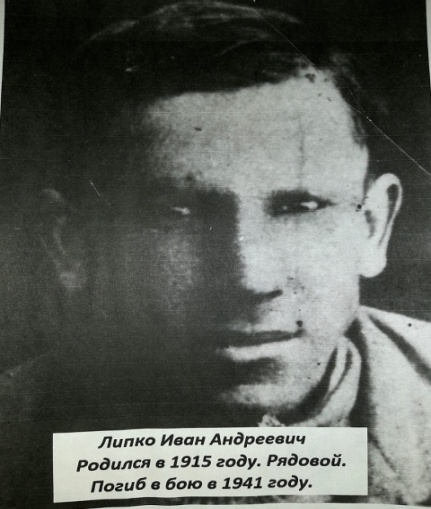 Липко Иван Андреевич
Родился в 1915 году. Рядовой.
Погиб в бою в 1941 году.